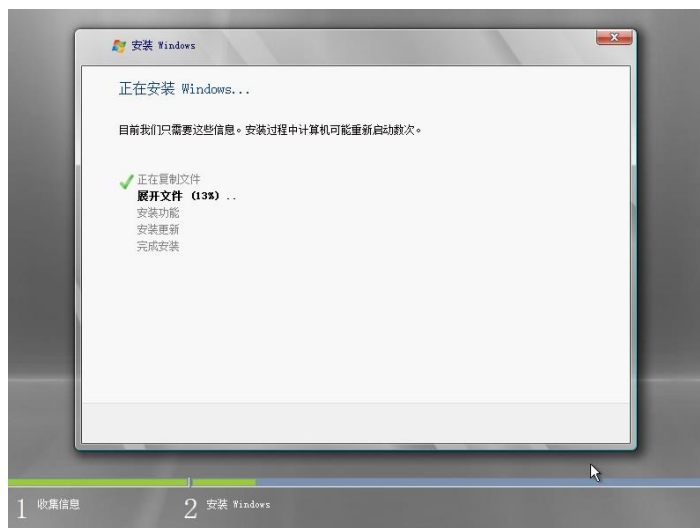 安装 Windows
正在安装 Windows...
目前我们只需要这些信息。安装过程中计算机可能重新启动数次。
正在复制文件
展开文件 (13%) ..
安装功能
安装更新
完成安装
1 收集信息
2 安装 Windows